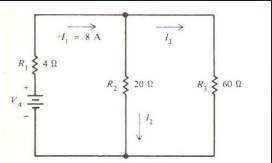 I₁ = 8 A
I₃
R₁ 4 Ω
R₂ 20 Ω
R₃ 60 Ω
+
V_A
−
I₂